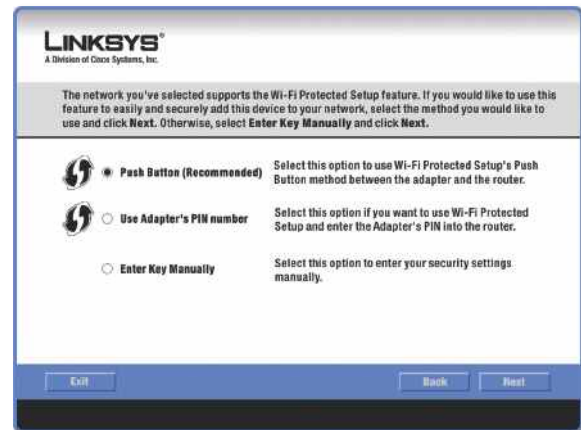 LINKSYS®
A Division of Cisco Systems, Inc.
The network you've selected supports the Wi-Fi Protected Setup feature. If you would like to use this
feature to easily and securely add this device to your network, select the method you would like to
use and click Next. Otherwise, select Enter Key Manually and click Next.
Push Button (Recommended)
Select this option to use Wi-Fi Protected Setup's Push
Button method between the adapter and the router.
Use Adapter's PIN number
Select this option if you want to use Wi-Fi Protected
Setup and enter the Adapter's PIN into the router.
Enter Key Manually
Select this option to enter your security settings
manually.
Exit
Back
Next